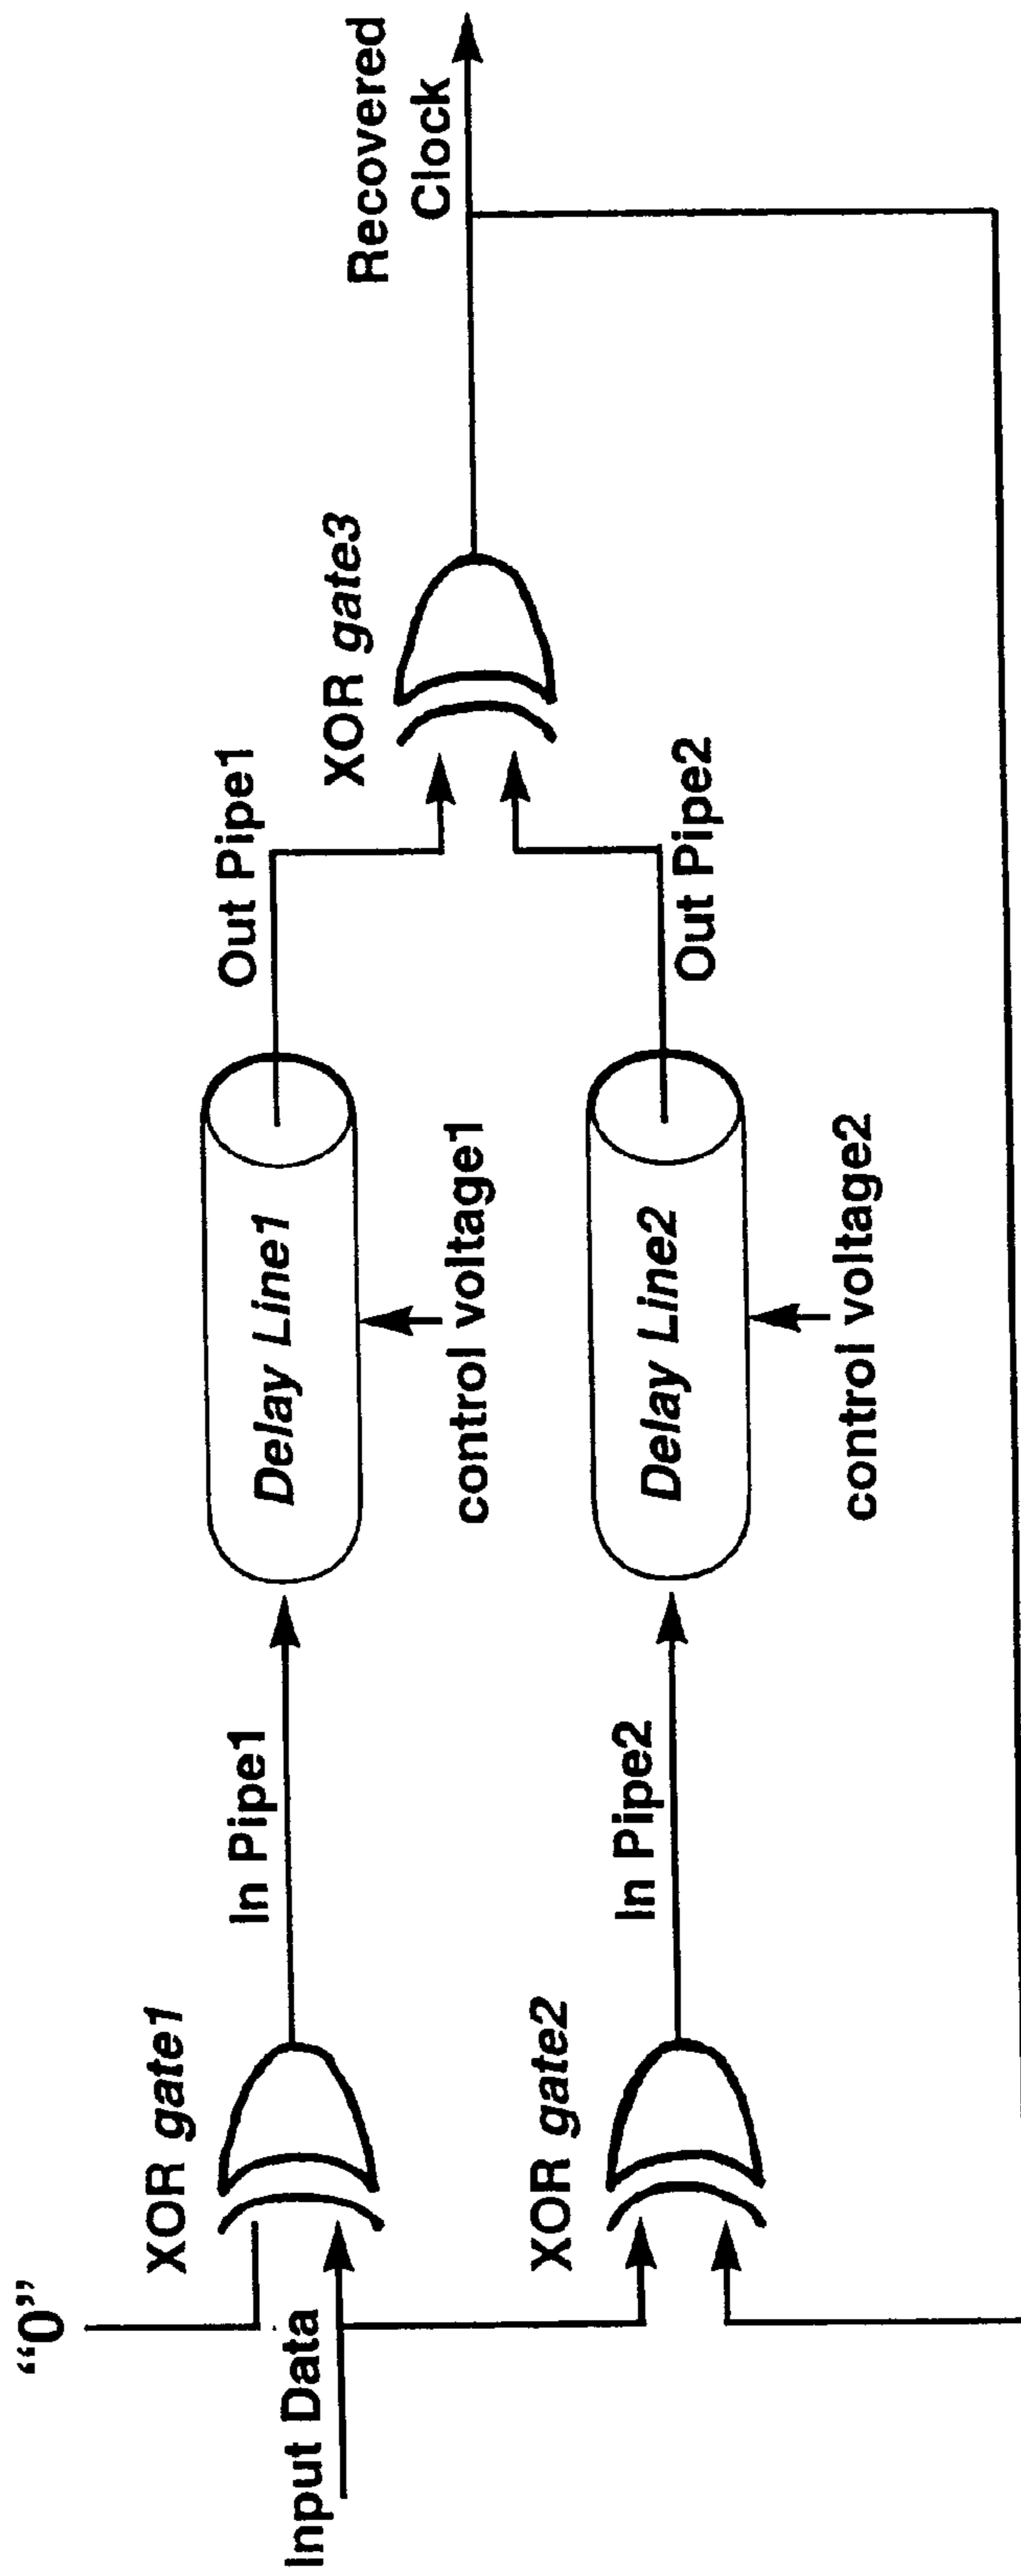 “0”
Input Data
XOR gate1
In Pipe1
Delay Line1
control voltage1
Out Pipe1
XOR gate2
In Pipe2
Delay Line2
control voltage2
Out Pipe2
XOR gate3
Recovered
Clock